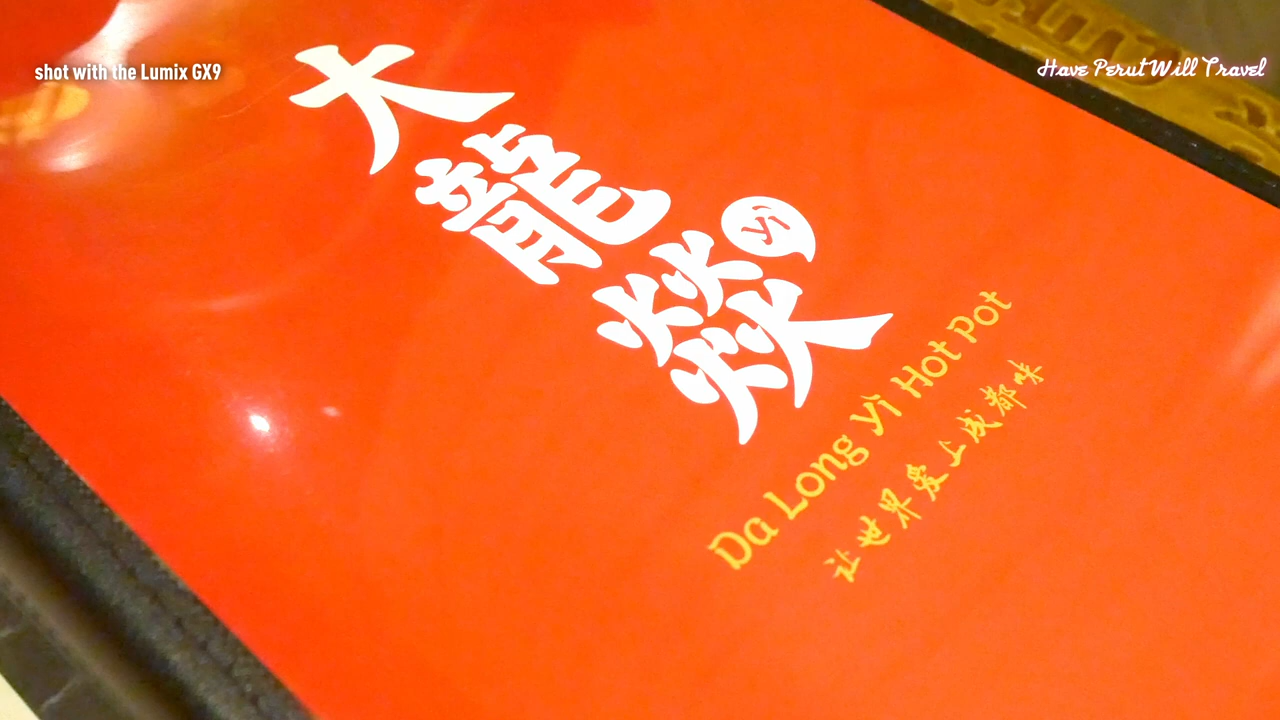 shot with the Lumix GX9
Have Perut Will Travel
大龍燚
yì
Da Long Yì Hot Pot
让世界爱上成都味